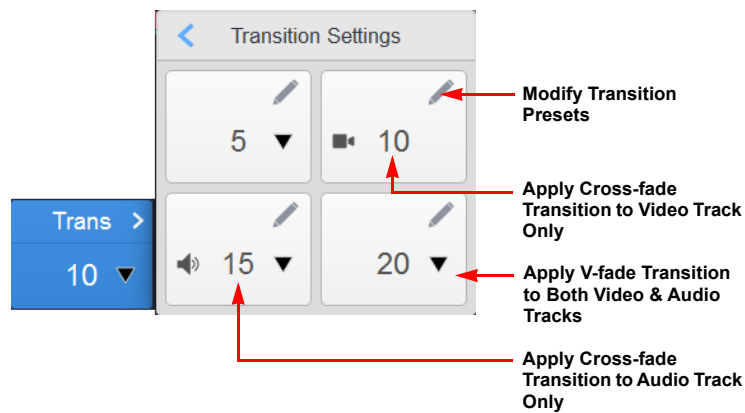 Transition Settings
5
10
Modify Transition
Presets
Apply Cross-fade
Transition to Video Track
Only
Trans >
10
15
20
Apply V-fade Transition
to Both Video & Audio
Tracks
Apply Cross-fade
Transition to Audio Track
Only